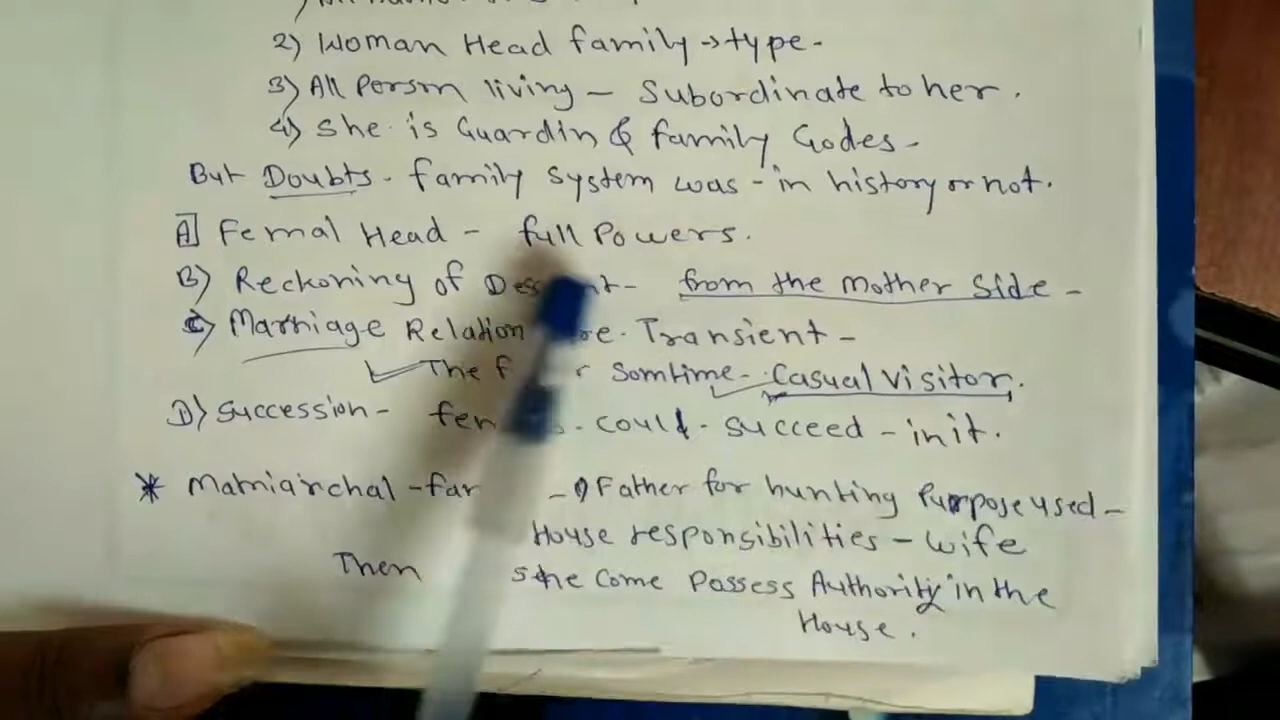 2) Woman Head family → type -
3) All Person living - Subordinate to her.
4) She is Guardin & family Godes -
But Doubts - family System was - in history or not.
A] Femal Head - full Powers.
B) Reckoning of - from the mother Side -
C) Marriage Relation Transient -
The Somtime - Casual Visitor.
D) Succession - could - succeed - in it.
* Matriarchal - 1) Father for hunting Purpose used -
House responsibilities - Wife
Then She Come Possess Authority in the
House.